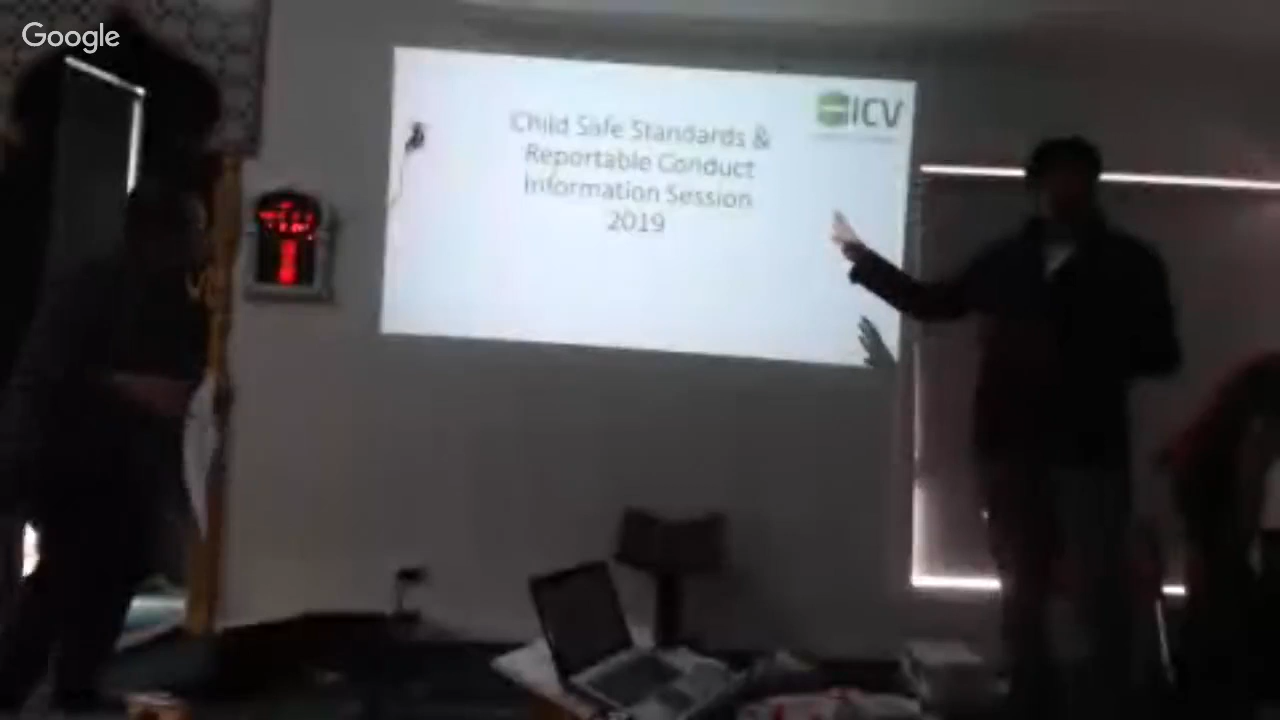 Google
ICV
Child Safe Standards &
Reportable Conduct
Information Session
2019